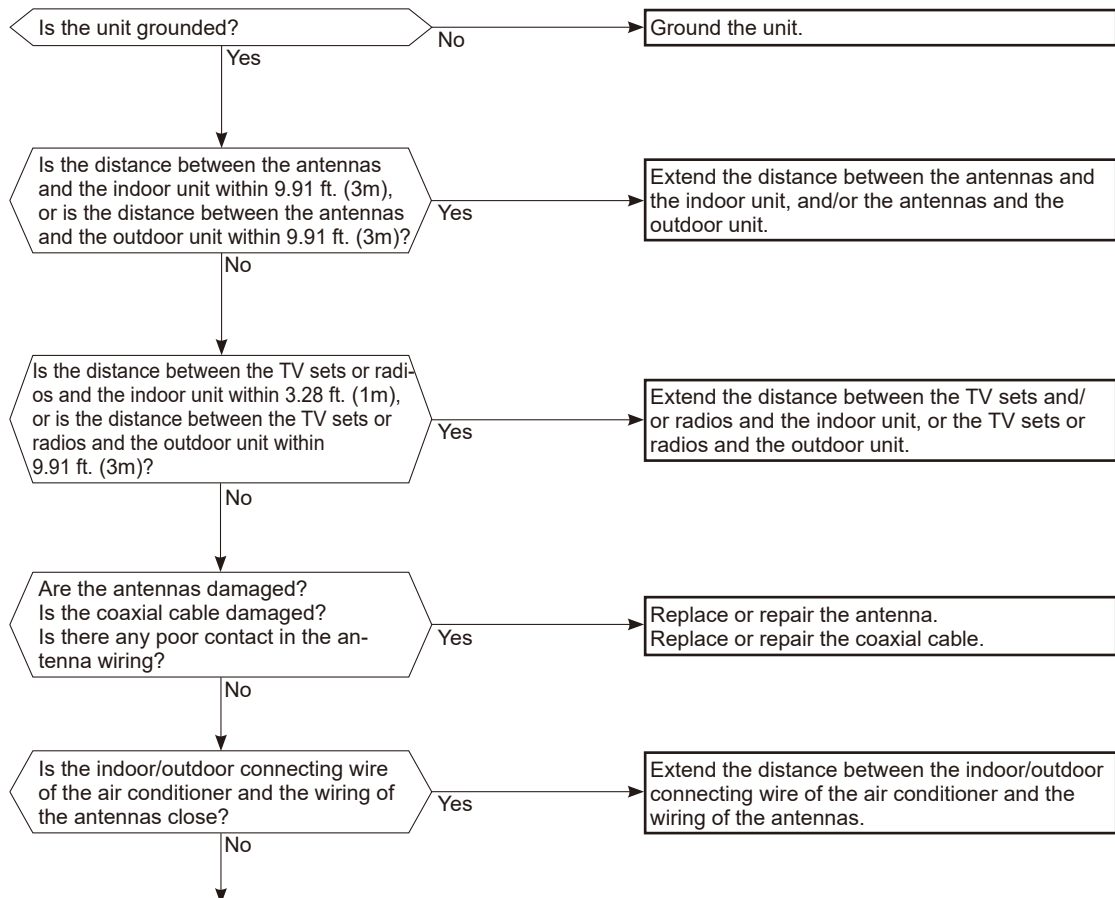 Is the unit grounded?
No
Ground the unit.
Yes
Is the distance between the antennas
and the indoor unit within 9.91 ft. (3m),
or is the distance between the antennas
and the outdoor unit within 9.91 ft. (3m)?
Yes
Extend the distance between the antennas and
the indoor unit, and/or the antennas and the
outdoor unit.
No
Is the distance between the TV sets or radi-
os and the indoor unit within 3.28 ft. (1m),
or is the distance between the TV sets or
radios and the outdoor unit within
9.91 ft. (3m)?
Yes
Extend the distance between the TV sets and/
or radios and the indoor unit, or the TV sets or
radios and the outdoor unit.
No
Are the antennas damaged?
Is the coaxial cable damaged?
Is there any poor contact in the an-
tenna wiring?
Yes
Replace or repair the antenna.
Replace or repair the coaxial cable.
No
Is the indoor/outdoor connecting wire
of the air conditioner and the wiring of
the antennas close?
Yes
Extend the distance between the indoor/outdoor
connecting wire of the air conditioner and the
wiring of the antennas.
No